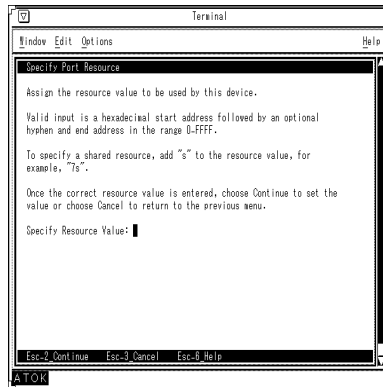 Terminal
Window Edit Options Help
Specify Port Resource
Assign the resource value to be used by this device.
Valid input is a hexadecimal start address followed by an optional
hyphen and end address in the range 0-FFFF.
To specify a shared resource, add "s" to the resource value, for
example, "7s".
Once the correct resource value is entered, choose Continue to set the
value or choose Cancel to return to the previous menu.
Specify Resource Value:
Esc-2_Continue Esc-3_Cancel Esc-6_Help
ATOK